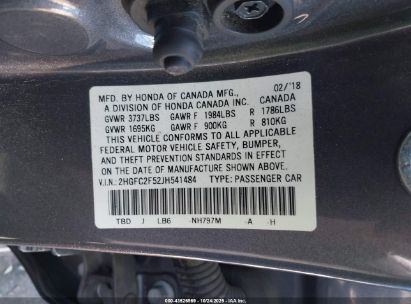 MFD. BY HONDA OF CANADA MFG., 02/'18
A DIVISION OF HONDA CANADA INC. CANADA
GVWR 3737LBS GAWR F 1984LBS R 1786LBS
GVWR 1695KG GAWR F 900KG R 810KG
THIS VEHICLE CONFORMS TO ALL APPLICABLE
FEDERAL MOTOR VEHICLE SAFETY, BUMPER,
AND THEFT PREVENTION STANDARDS IN EFFECT
ON THE DATE OF MANUFACTURE SHOWN ABOVE.
V.I.N.: 2HGFC2F52JH541484 TYPE: PASSENGER CAR
TBD J LB6 -NH797M -A -H